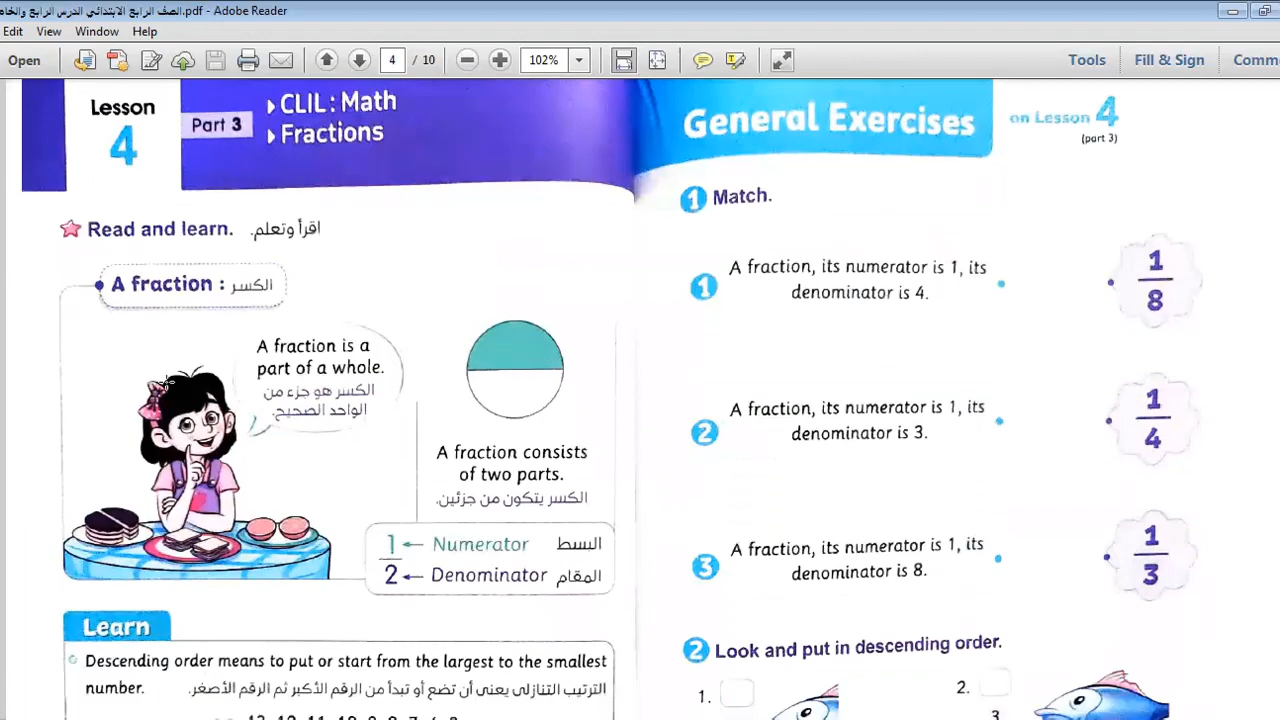 الصف الرابع الابتدائي الدرس الرابع والخا.pdf - Adobe Reader
Edit View Window Help
Open 4 / 10 102% Tools Fill & Sign
Lesson
4
Part 3
CLIL : Math
Fractions
Read and learn. اقرأ وتعلم.
A fraction : الكسر
A fraction is a
part of a whole.
الكسر هو جزء من
الواحد الصحيح.
A fraction consists
of two parts.
الكسر يتكون من جزئين.
1 ← Numerator البسط
2 ← Denominator المقام
Learn
Descending order means to put or start from the largest to the smallest
number. الترتيب التنازلى يعنى أن تضع أو تبدأ من الرقم الأكبر ثم الرقم الأصغر.
General Exercises
on Lesson 4
(part 3)
1 Match.
1 A fraction, its numerator is 1, its
denominator is 4.
1
8
2 A fraction, its numerator is 1, its
denominator is 3.
1
4
3 A fraction, its numerator is 1, its
denominator is 8.
1
3
2 Look and put in descending order.
1.
2.
3